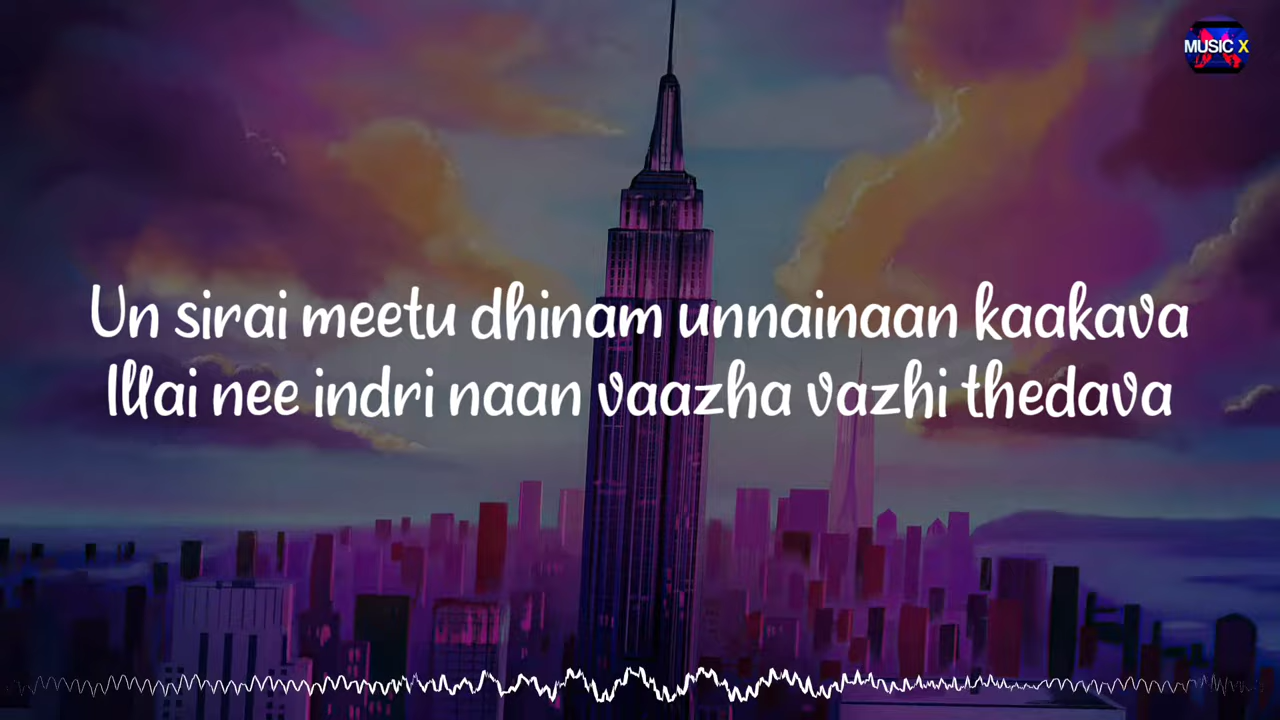 MUSIC X
Un sirai meetu dhinam unnainaan kaakava
Illai nee indri naan vaazha vazhi thedava